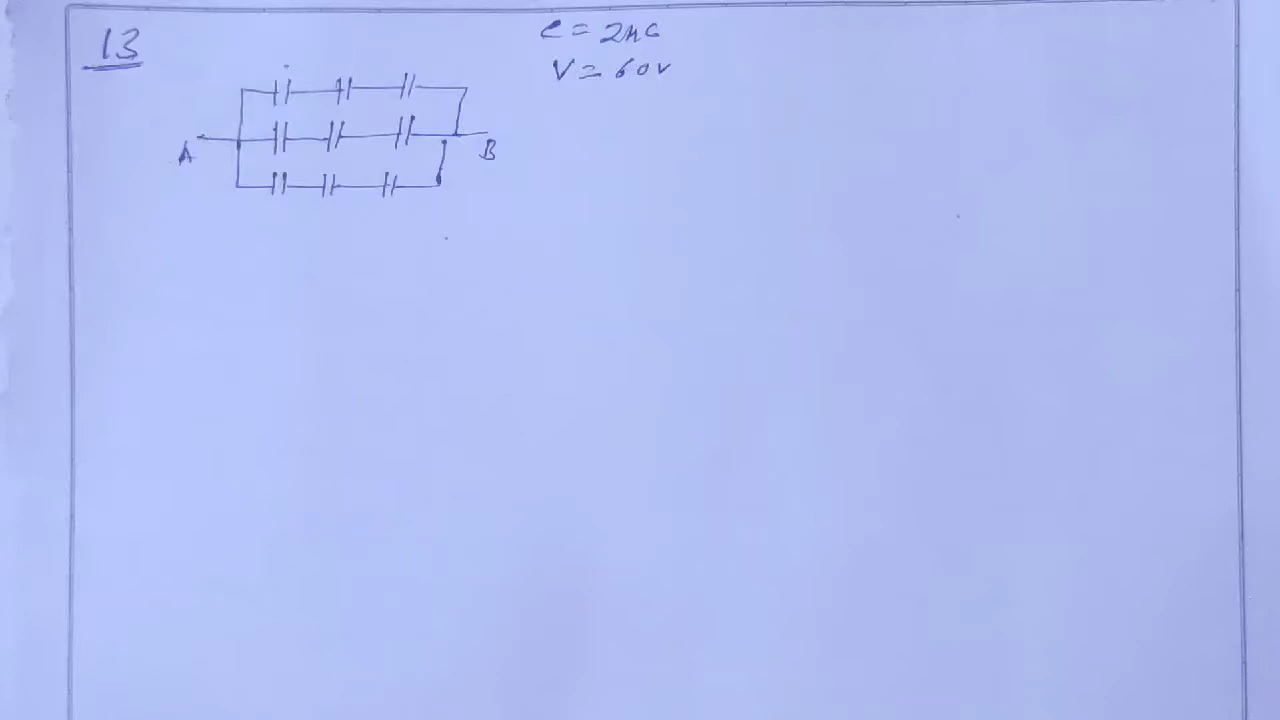 13
C = 2μC
V = 60V
A
B